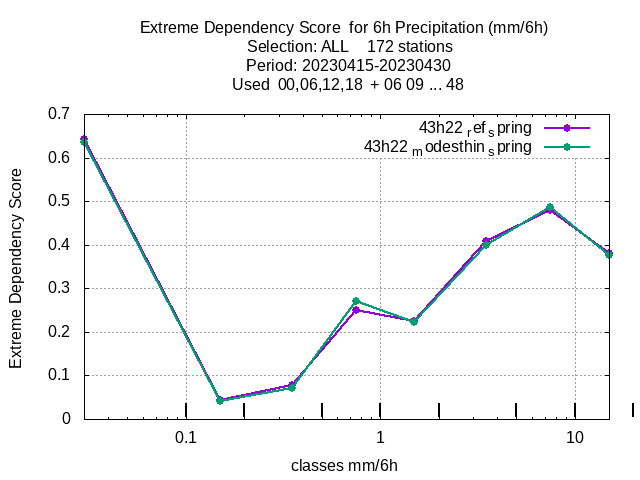 Extreme Dependency Score  for 6h Precipitation (mm/6h)
Selection: ALL    172 stations
Period: 20230415-20230430
Used  00,06,12,18  + 06 09 ... 48
43h22 ref spring
43h22 modesthin spring
Extreme Dependency Score
0.7
0.6
0.5
0.4
0.3
0.2
0.1
0
0.1 1 10
classes mm/6h